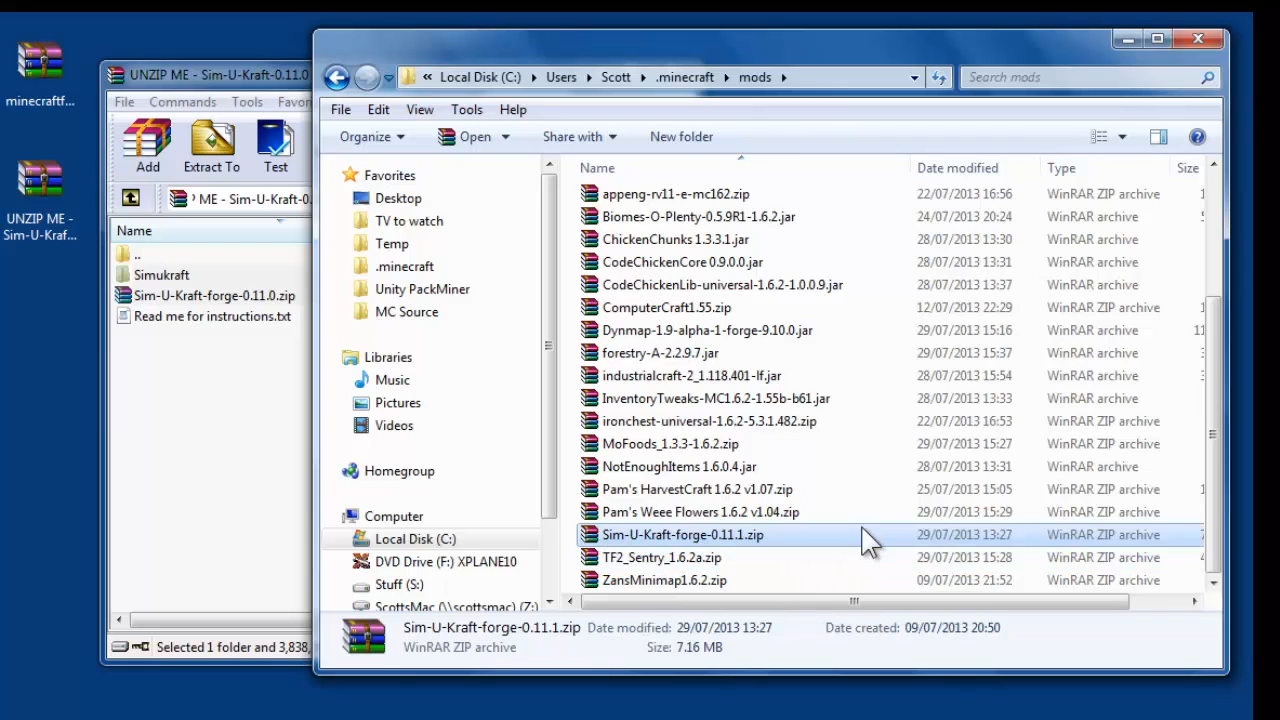 minecraftf...
UNZIP ME -
Sim-U-Kraf...
UNZIP ME - Sim-U-Kraft-0.11.0
File Commands Tools Favor
Add Extract To Test
ME - Sim-U-Kraft-0.
Name
..
Simukraft
Sim-U-Kraft-forge-0.11.0.zip
Read me for instructions.txt
Selected 1 folder and 3,838,
« Local Disk (C:) Users Scott .minecraft mods
Search mods
File Edit View Tools Help
Organize Open Share with New folder
Favorites
Desktop
TV to watch
Temp
.minecraft
Unity PackMiner
MC Source
Libraries
Music
Pictures
Videos
Homegroup
Computer
Local Disk (C:)
DVD Drive (F:) XPLANE10
Stuff (S:)
ScottsMac (\\scottsmac) (Z:)
Name Date modified Type Size
appeng-rv11-e-mc162.zip 22/07/2013 16:56 WinRAR ZIP archive 1
Biomes-O-Plenty-0.5.9R1-1.6.2.jar 24/07/2013 20:24 WinRAR archive 5
ChickenChunks 1.3.3.1.jar 28/07/2013 13:30 WinRAR archive
CodeChickenCore 0.9.0.0.jar 28/07/2013 13:31 WinRAR archive
CodeChickenLib-universal-1.6.2-1.0.0.9.jar 28/07/2013 13:37 WinRAR archive
ComputerCraft1.55.zip 12/07/2013 22:29 WinRAR ZIP archive
Dynmap-1.9-alpha-1-forge-9.10.0.jar 29/07/2013 15:16 WinRAR archive 11
forestry-A-2.2.9.7.jar 29/07/2013 15:37 WinRAR archive 3
industrialcraft-2_1.118.401-lf.jar 28/07/2013 15:54 WinRAR archive 3
InventoryTweaks-MC1.6.2-1.55b-b61.jar 28/07/2013 13:33 WinRAR archive
ironchest-universal-1.6.2-5.3.1.482.zip 22/07/2013 16:53 WinRAR ZIP archive
MoFoods_1.3.3-1.6.2.zip 29/07/2013 15:27 WinRAR ZIP archive
NotEnoughItems 1.6.0.4.jar 28/07/2013 13:31 WinRAR archive
Pam's HarvestCraft 1.6.2 v1.07.zip 25/07/2013 15:05 WinRAR ZIP archive 1
Pam's Weee Flowers 1.6.2 v1.04.zip 29/07/2013 15:29 WinRAR ZIP archive
Sim-U-Kraft-forge-0.11.1.zip 29/07/2013 13:27 WinRAR ZIP archive 7
TF2_Sentry_1.6.2a.zip 29/07/2013 15:28 WinRAR ZIP archive 4
ZansMinimap1.6.2.zip 09/07/2013 21:52 WinRAR ZIP archive
Sim-U-Kraft-forge-0.11.1.zip Date modified: 29/07/2013 13:27 Date created: 09/07/2013 20:50
WinRAR ZIP archive Size: 7.16 MB